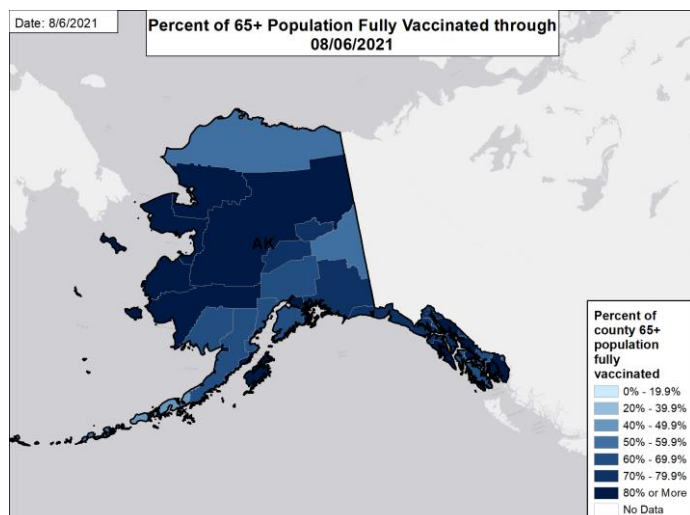 Date: 8/6/2021
Percent of 65+ Population Fully Vaccinated through
08/06/2021
AK
Percent of
county 65+
population
fully
vaccinated
0% - 19.9%
20% - 39.9%
40% - 49.9%
50% - 59.9%
60% - 69.9%
70% - 79.9%
80% or More
No Data